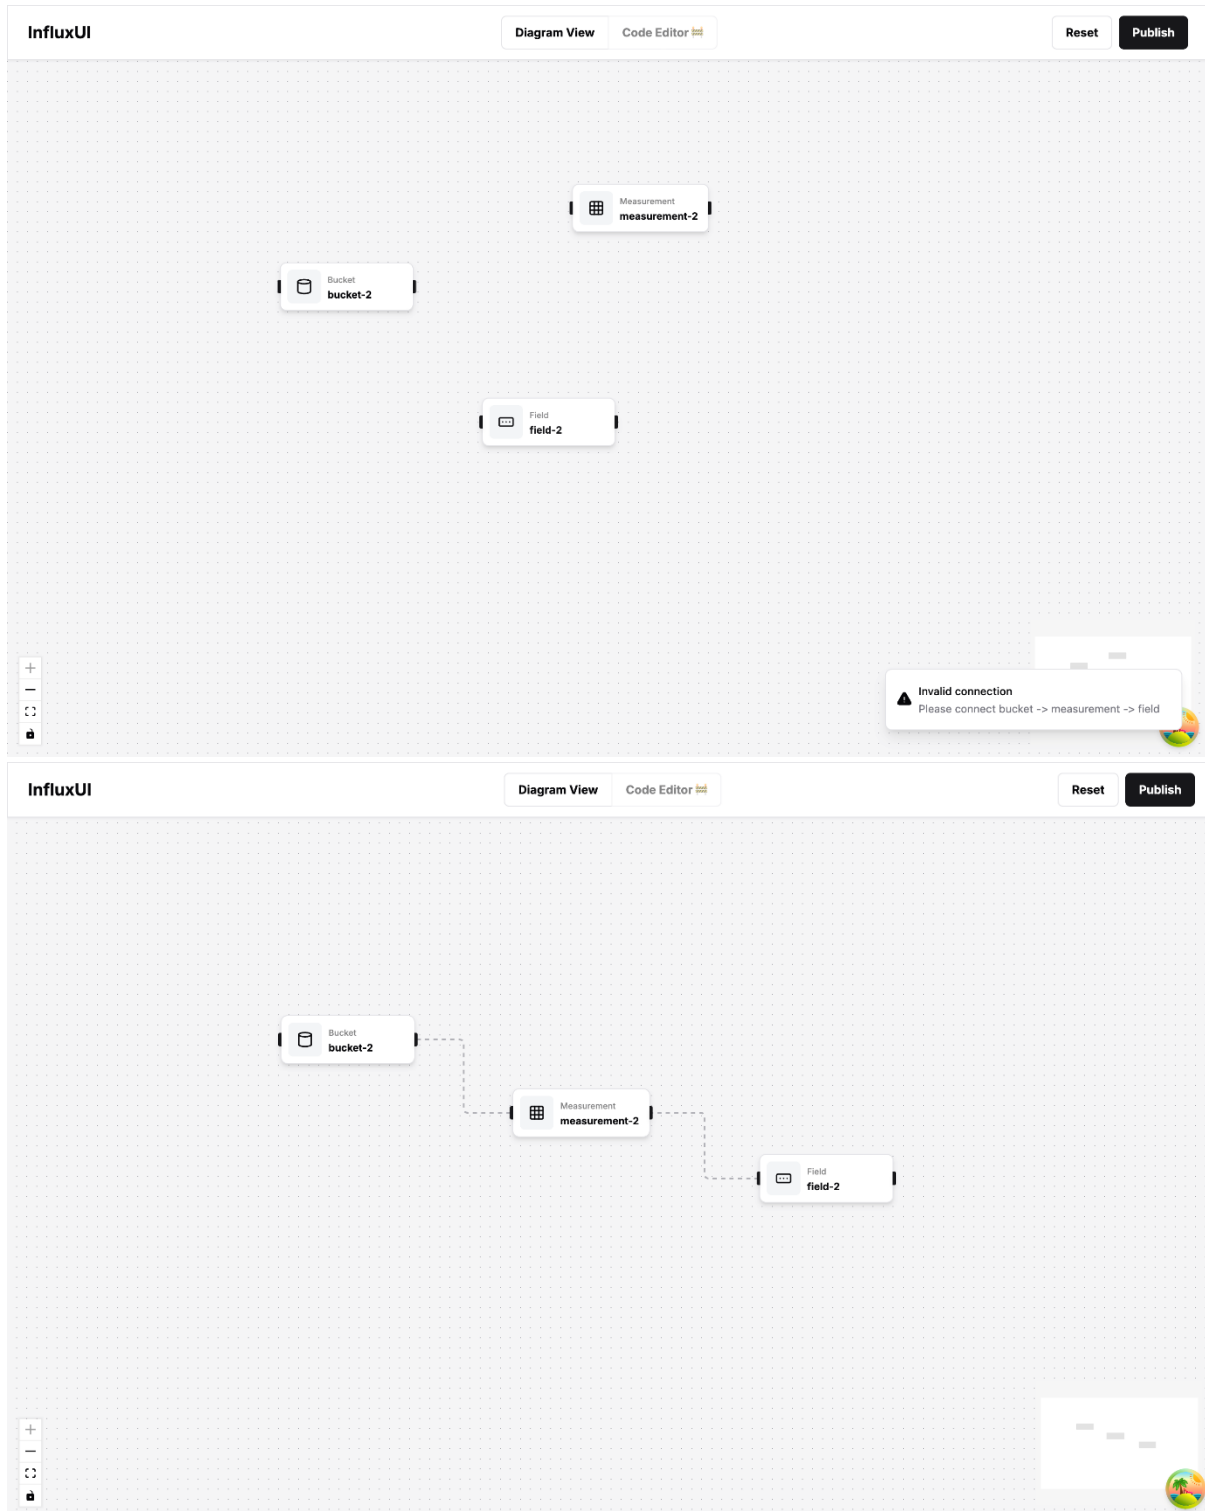 InfluxUI
Diagram View
Code Editor 🚧
Reset
Publish
Measurement
measurement-2
Bucket
bucket-2
Field
field-2
Invalid connection
Please connect bucket -> measurement -> field
InfluxUI
Diagram View
Code Editor 🚧
Reset
Publish
Bucket
bucket-2
Measurement
measurement-2
Field
field-2